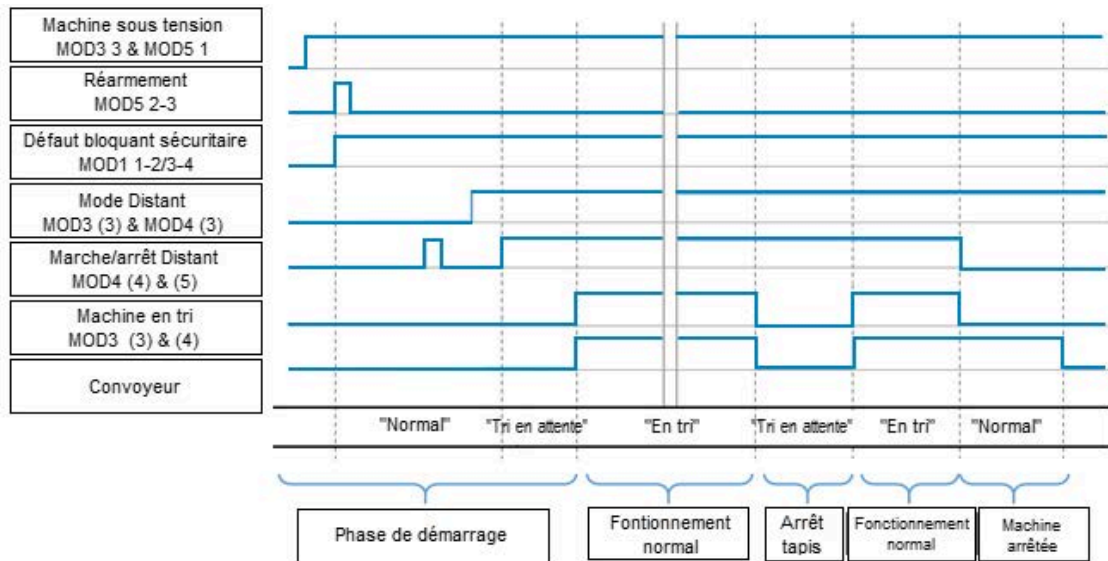 Machine sous tension
MOD3 3 & MOD5 1
Réarmement
MOD5 2-3
Défaut bloquant sécuritaire
MOD1 1-2/3-4
Mode Distant
MOD3 (3) & MOD4 (3)
Marche/arrêt Distant
MOD4 (4) & (5)
Machine en tri
MOD3 (3) & (4)
Convoyeur
"Normal" "Tri en attente" "En tri" "Tri en attente" "En tri" "Normal"
Phase de démarrage
Fontionnement
normal
Arrêt
tapis
Fonctionnement
normal
Machine
arrêtée